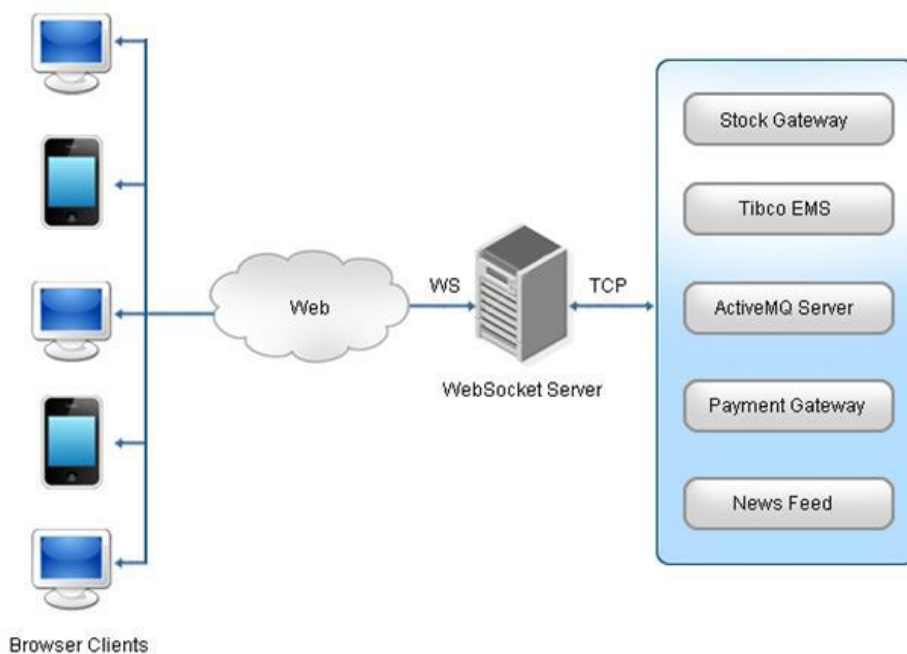 Stock Gateway
Tibco EMS
WS
TCP
Web
ActiveMQ Server
WebSocket Server
Payment Gateway
News Feed
Browser Clients